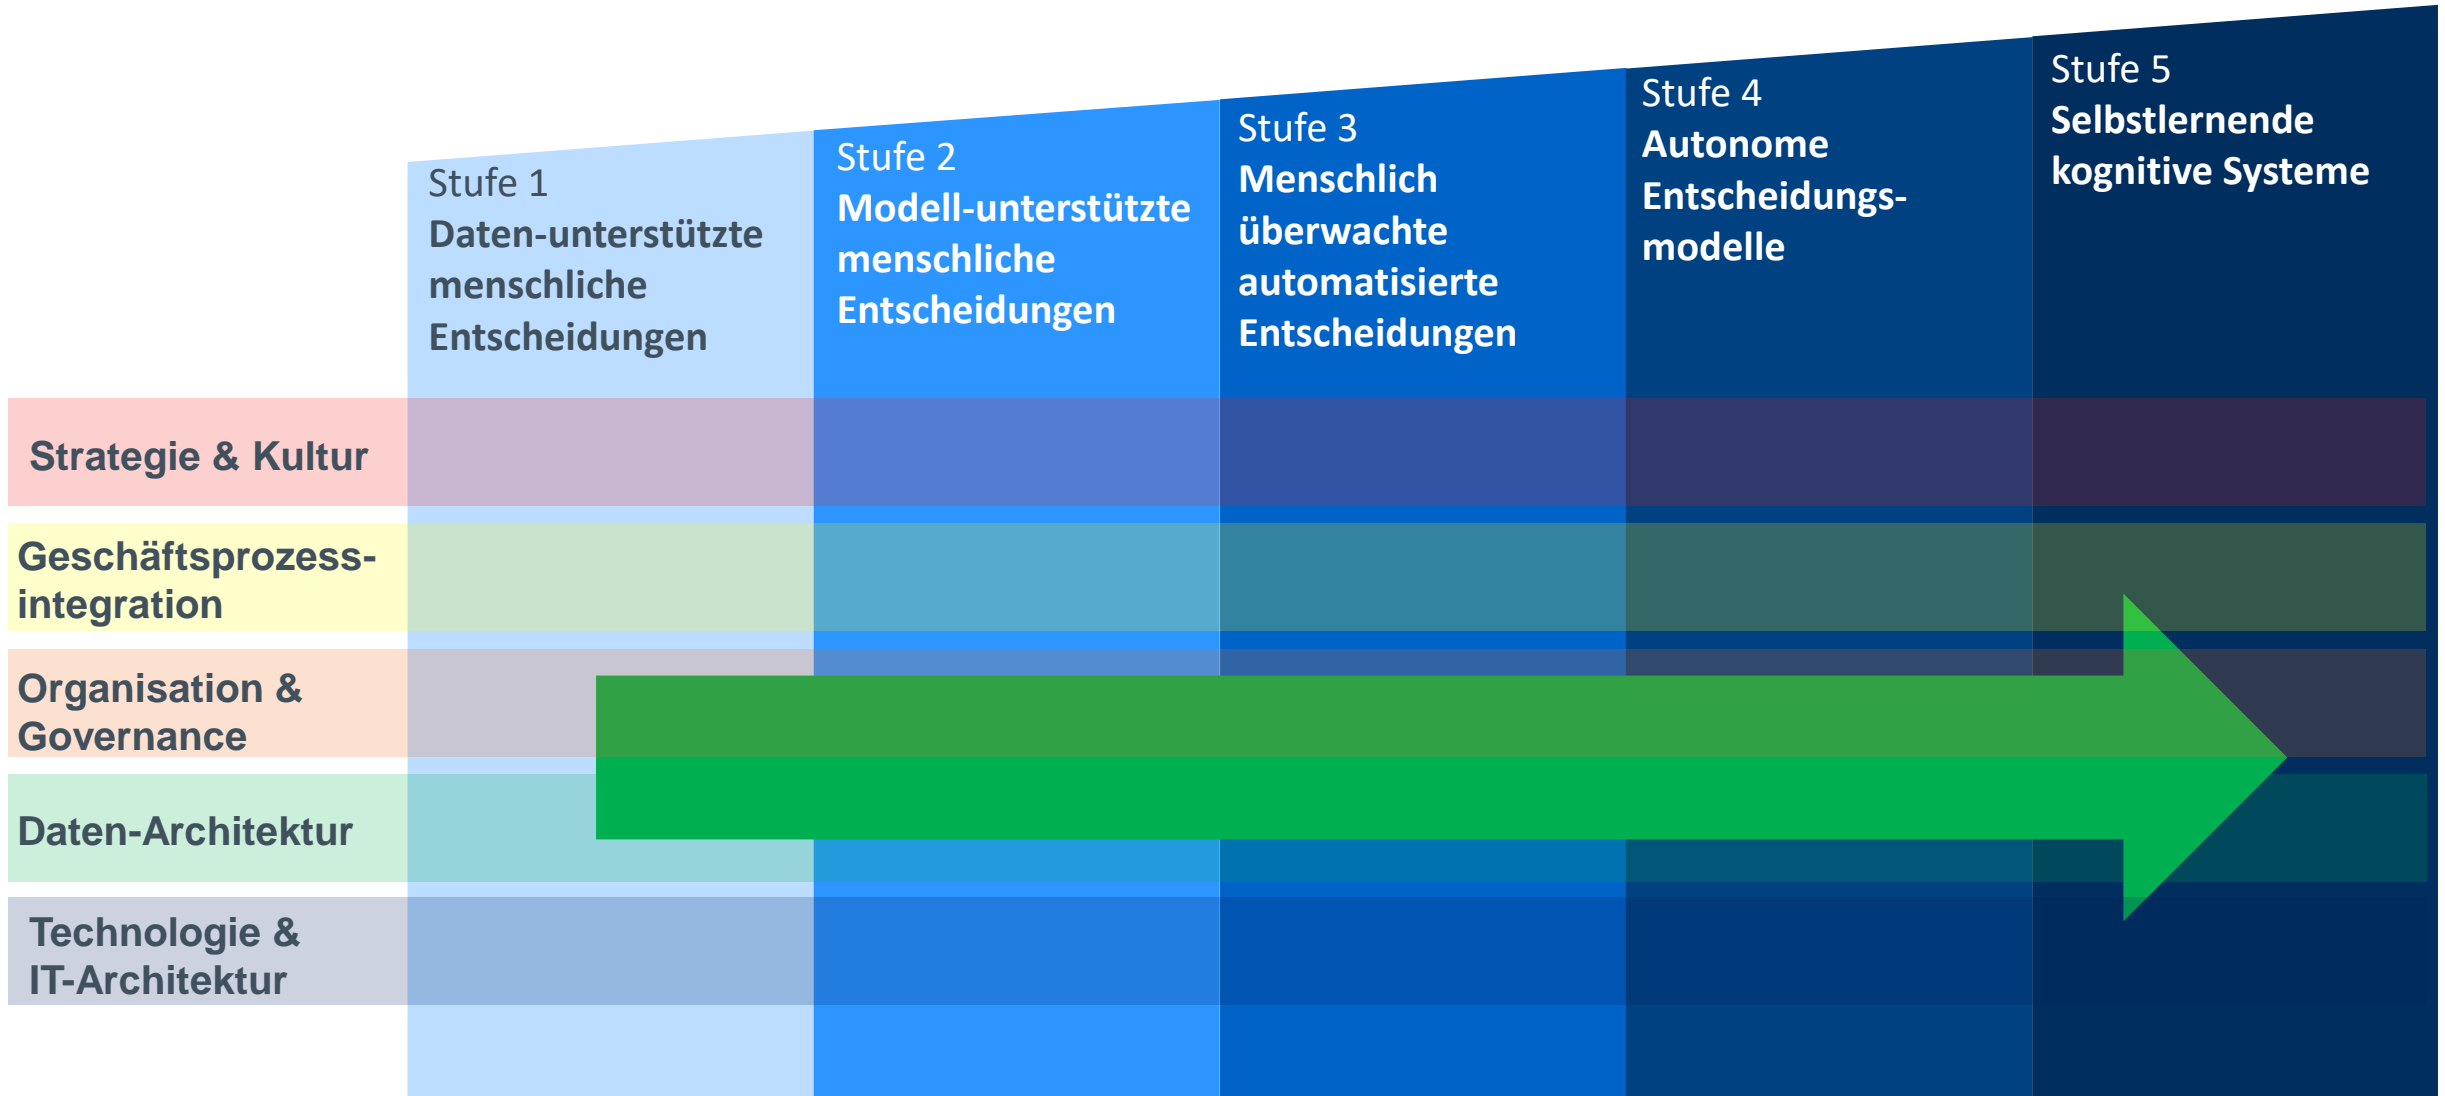 Stufe 1
Daten-unterstützte
menschliche
Entscheidungen
Stufe 2
Modell-unterstützte
menschliche
Entscheidungen
Stufe 3
Menschlich
überwachte
automatisierte
Entscheidungen
Stufe 4
Autonome
Entscheidungs-
modelle
Stufe 5
Selbstlernende
kognitive Systeme
Strategie & Kultur
Geschäftsprozess-
integration
Organisation &
Governance
Daten-Architektur
Technologie &
IT-Architektur